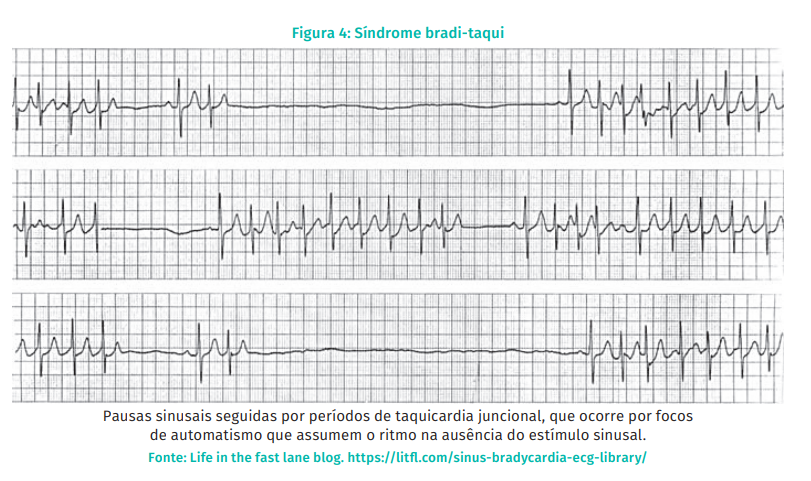 Figura 4: Síndrome bradi-taqui
Pausas sinusais seguidas por períodos de taquicardia juncional, que ocorre por focos
de automatismo que assumem o ritmo na ausência do estímulo sinusal.
Fonte: Life in the fast lane blog. https://litfl.com/sinus-bradycardia-ecg-library/